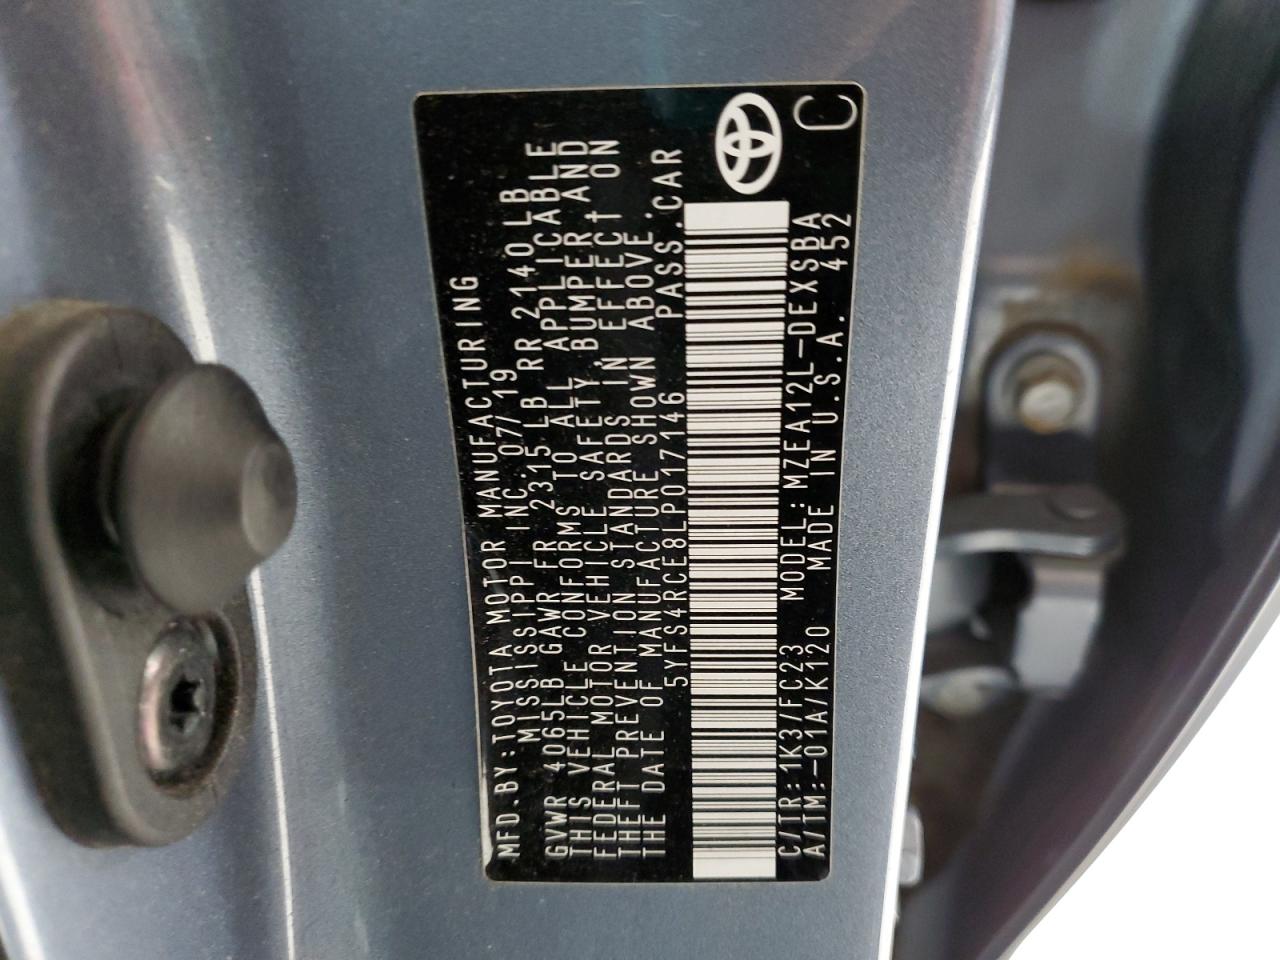 MFD.BY:TOYOTA MOTOR MANUFACTURING
MISSISSIPPI INC 07/19
GVWR 4065LB GAWR FR 2315 LB RR 2140 LB
THIS VEHICLE CONFORMS TO ALL APPLICABLE
FEDERAL MOTOR VEHICLE SAFETY, BUMPER AND
THEFT PREVENTION STANDARDS IN EFFECT ON
THE DATE OF MANUFACTURE SHOWN ABOVE.
5YFS4RCE8LP017146 PASS.CAR
C/TR:1K3/FC23 MODEL:MZEA12L-DEXSBA
A/TM:-01A/K120 MADE IN U.S.A. 452
C